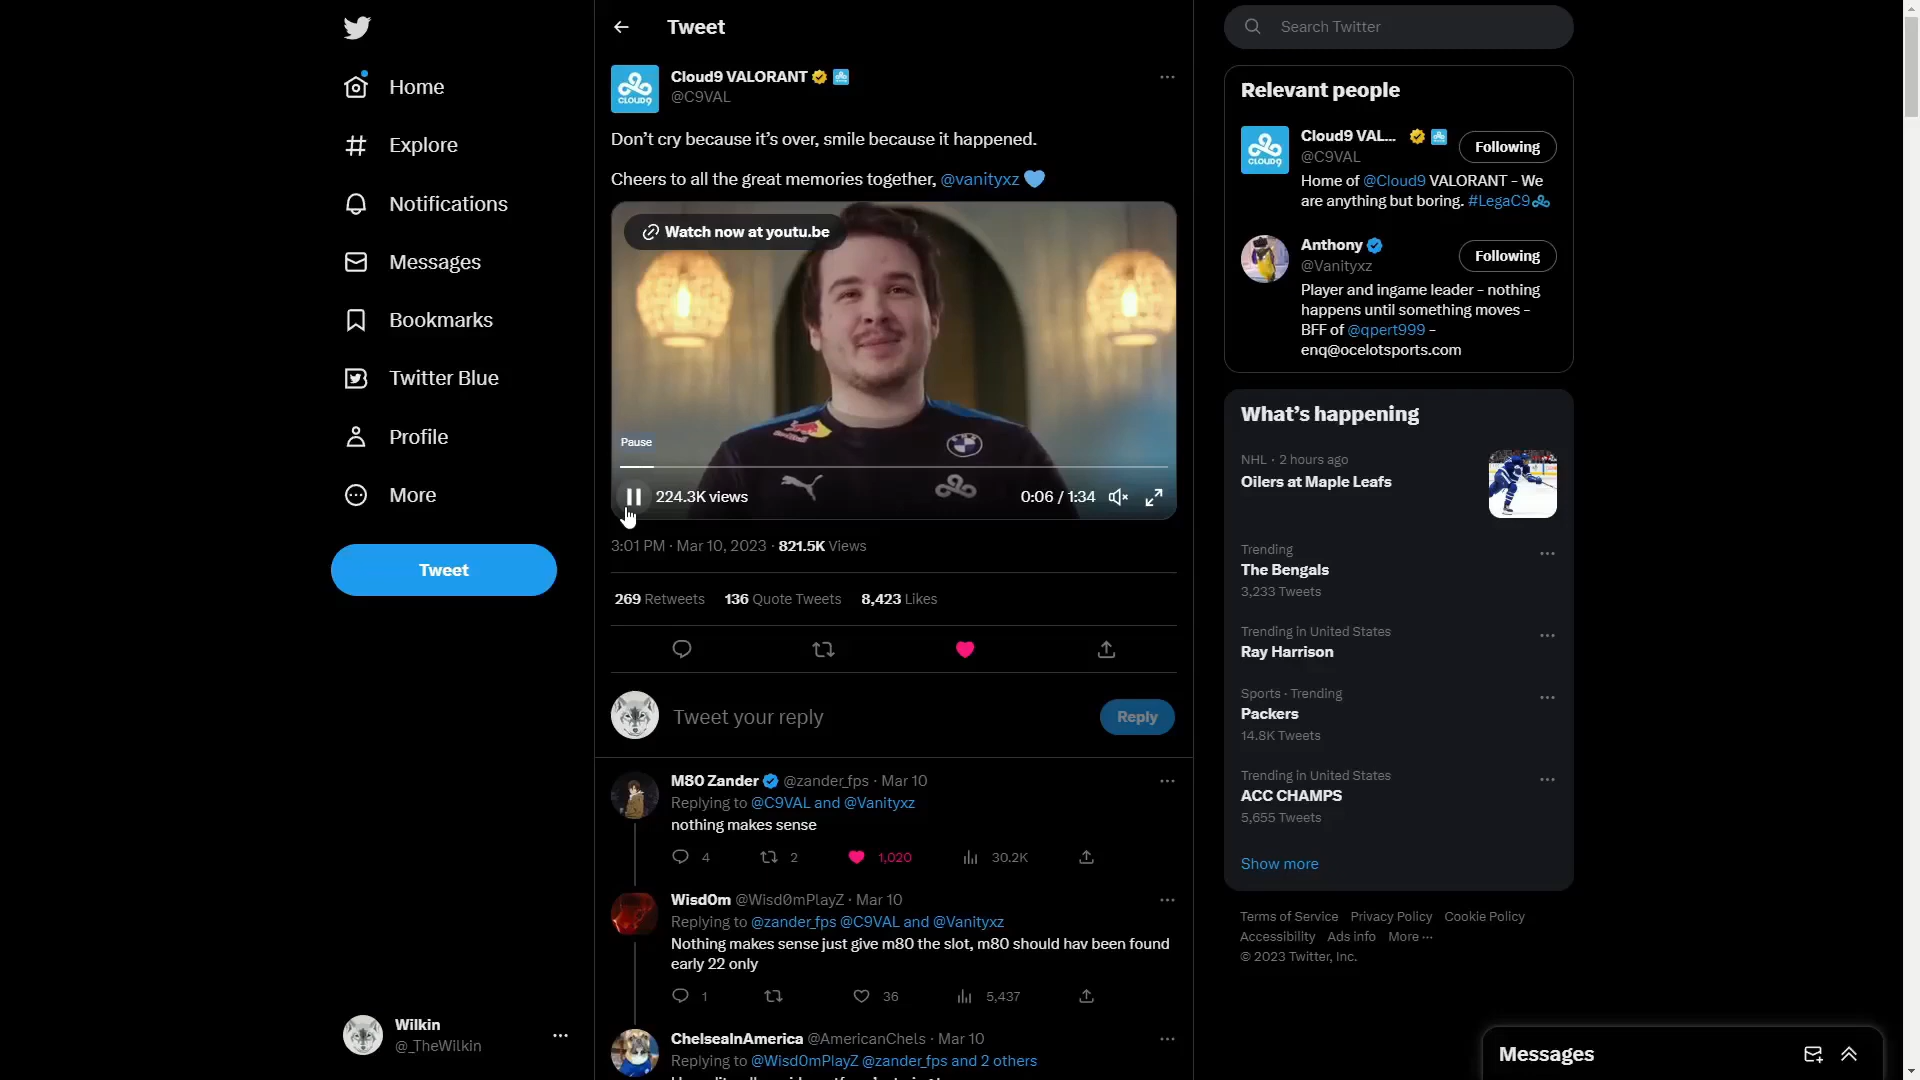 Home
Explore
Notifications
Messages
Bookmarks
Twitter Blue
Profile
More
Tweet
Wilkin
@_TheWilkin
Tweet
Cloud9 VALORANT
@C9VAL
Don’t cry because it’s over, smile because it happened.
Cheers to all the great memories together, @vanityxz
Watch now at youtu.be
Red Bull
Pause
224.3K views
0:06 / 1:34
3:01 PM · Mar 10, 2023 · 821.5K Views
269 Retweets 136 Quote Tweets 8,423 Likes
Tweet your reply
Reply
M80 Zander @zander_fps · Mar 10
Replying to @C9VAL and @Vanityxz
nothing makes sense
4 2 1,020 30.2K
Wisd0m @Wisd0mPlayZ · Mar 10
Replying to @zander_fps @C9VAL and @Vanityxz
Nothing makes sense just give m80 the slot, m80 should hav been found
early 22 only
1 36 5,437
ChelseaInAmerica @AmericanChels · Mar 10
Replying to @Wisd0mPlayZ @zander_fps and 2 others
Search Twitter
Relevant people
Cloud9 VAL...
@C9VAL
Following
Home of @Cloud9 VALORANT - We
are anything but boring. #LegaC9
Anthony
@Vanityxz
Following
Player and ingame leader - nothing
happens until something moves -
BFF of @qpert999 -
enq@ocelotsports.com
What’s happening
NHL · 2 hours ago
Oilers at Maple Leafs
Trending
The Bengals
3,233 Tweets
Trending in United States
Ray Harrison
Sports · Trending
Packers
14.8K Tweets
Trending in United States
ACC CHAMPS
5,655 Tweets
Show more
Terms of Service Privacy Policy Cookie Policy
Accessibility Ads info More ···
© 2023 Twitter, Inc.
Messages